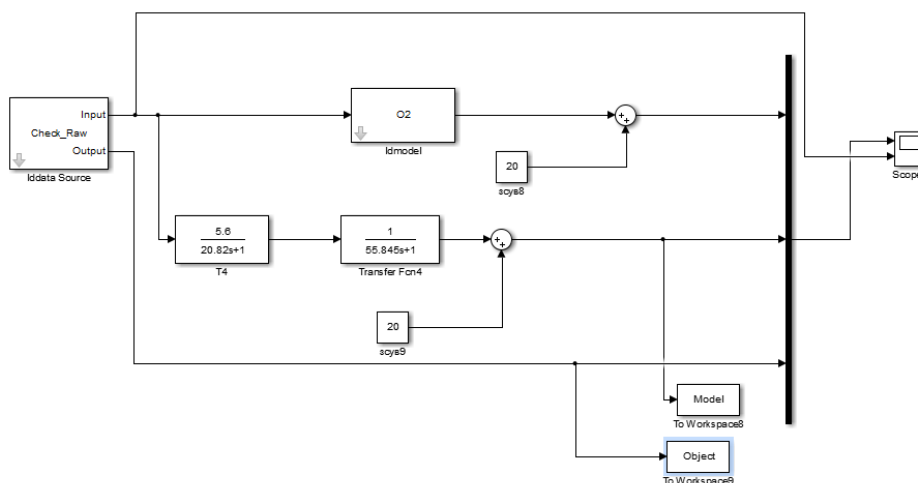 Input
Check_Raw
Output
Iddata Source
O2
Idmodel
20
scys8
5.6
20.82s+1
T4
1
55.845s+1
Transfer Fcn4
20
scys9
Model
To Workspace8
Object
To Workspace9
Scope